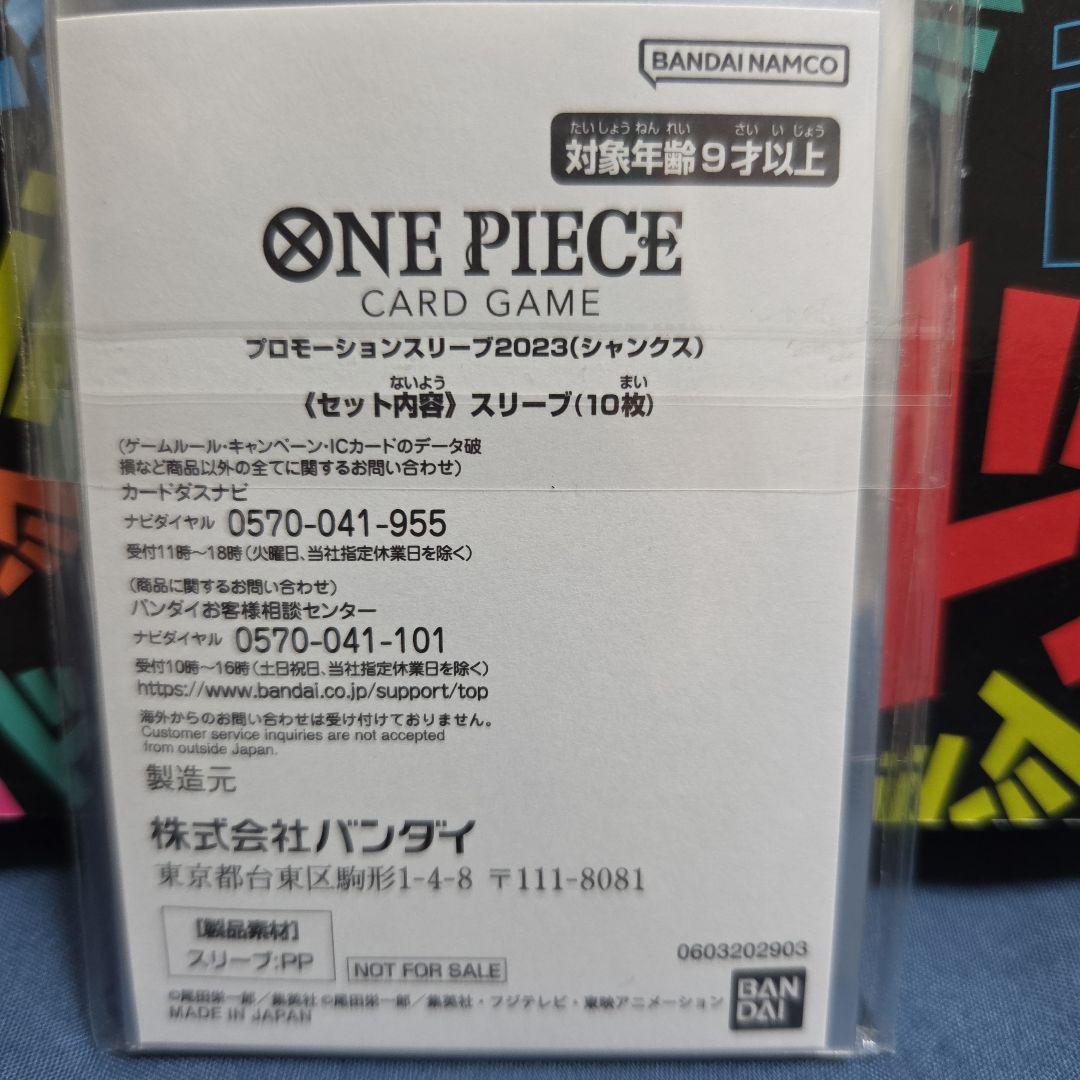 BANDAI NAMCO
たいしょうねんれい さいいじょう
対象年齢9才以上
ONE PIECE
CARD GAME
プロモーションスリーブ2023(シャンクス)
ないよう まい
《セット内容》スリーブ(10枚)
(ゲームルール・キャンペーン・ICカードのデータ破
損など商品以外の全てに関するお問い合わせ)
カードダスナビ
ナビダイヤル 0570-041-955
受付11時〜18時(火曜日、当社指定休業日を除く)
(商品に関するお問い合わせ)
バンダイお客様相談センター
ナビダイヤル 0570-041-101
受付10時〜16時(土日祝日、当社指定休業日を除く)
https://www.bandai.co.jp/support/top
海外からのお問い合わせは受け付けておりません。
Customer service inquiries are not accepted
from outside Japan.
製造元
株式会社バンダイ
東京都台東区駒形1-4-8 〒111-8081
[製品素材]
スリーブ:PP
NOT FOR SALE
0603202903
©尾田栄一郎/集英社 ©尾田栄一郎/集英社・フジテレビ・東映アニメーション
MADE IN JAPAN
BAN
DAI